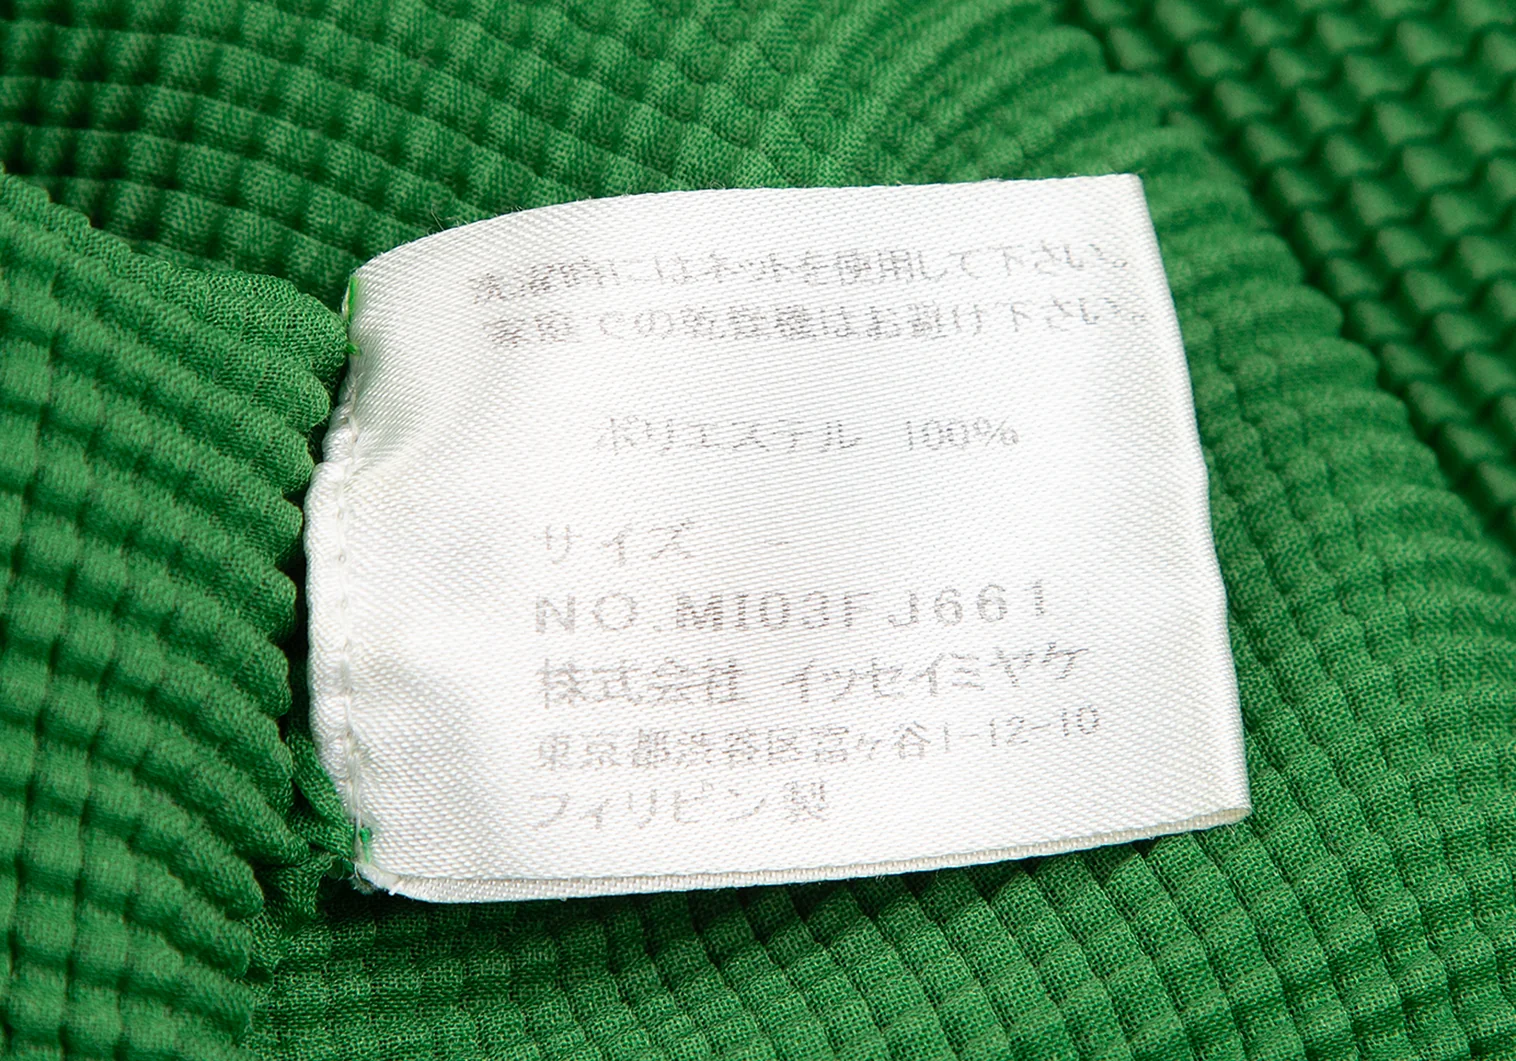 洗濯時にはネットを使用して下さい。
家庭での乾燥機はお避け下さい。
ポリエステル 100%
サイズ -
NO.MI03FJ661
株式会社 イッセイミヤケ
東京都渋谷区富ヶ谷1-12-10
フィリピン製